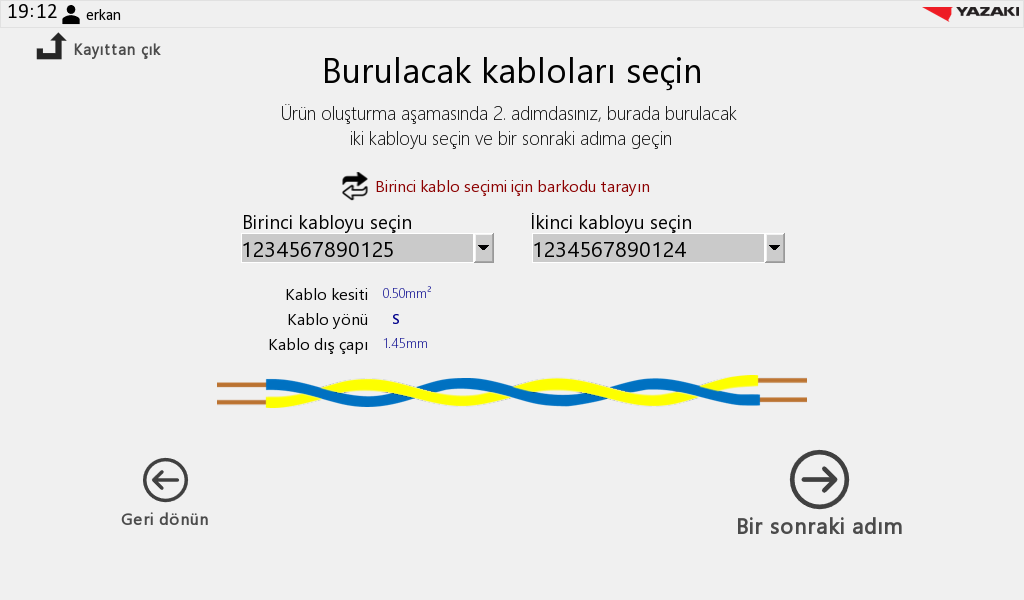 19:12 erkan YAZAKI
Kayıttan çık
Burulacak kabloları seçin
Ürün oluşturma aşamasında 2. adımdasınız, burada burulacak
iki kabloyu seçin ve bir sonraki adıma geçin
Birinci kablo seçimi için barkodu tarayın
Birinci kabloyu seçin İkinci kabloyu seçin
1234567890125 1234567890124
Kablo kesiti 0.50mm²
Kablo yönü S
Kablo dış çapı 1.45mm
Geri dönün
Bir sonraki adım